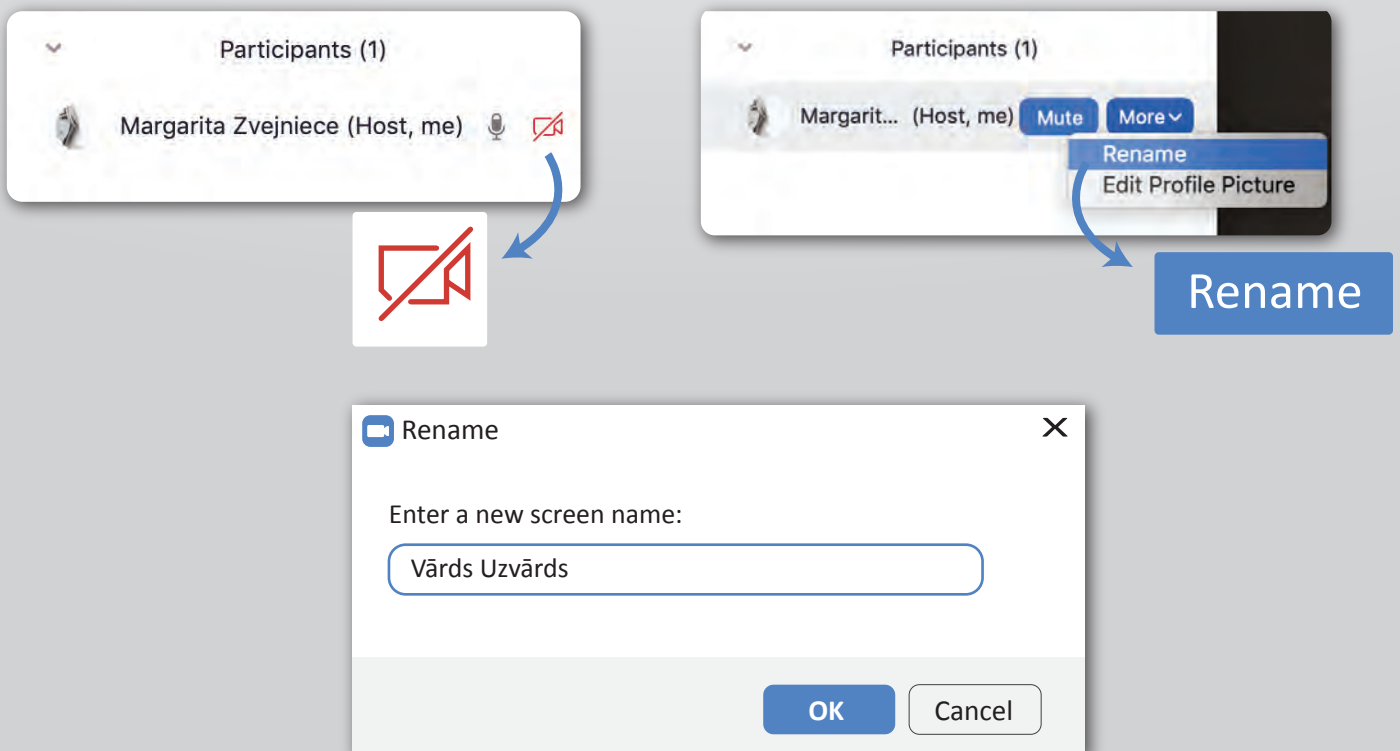 Participants (1)
Margarita Zvejniece (Host, me)
Participants (1)
Margarit... (Host, me) Mute More
Rename
Edit Profile Picture
Rename
Rename
Enter a new screen name:
Vārds Uzvārds
OK Cancel